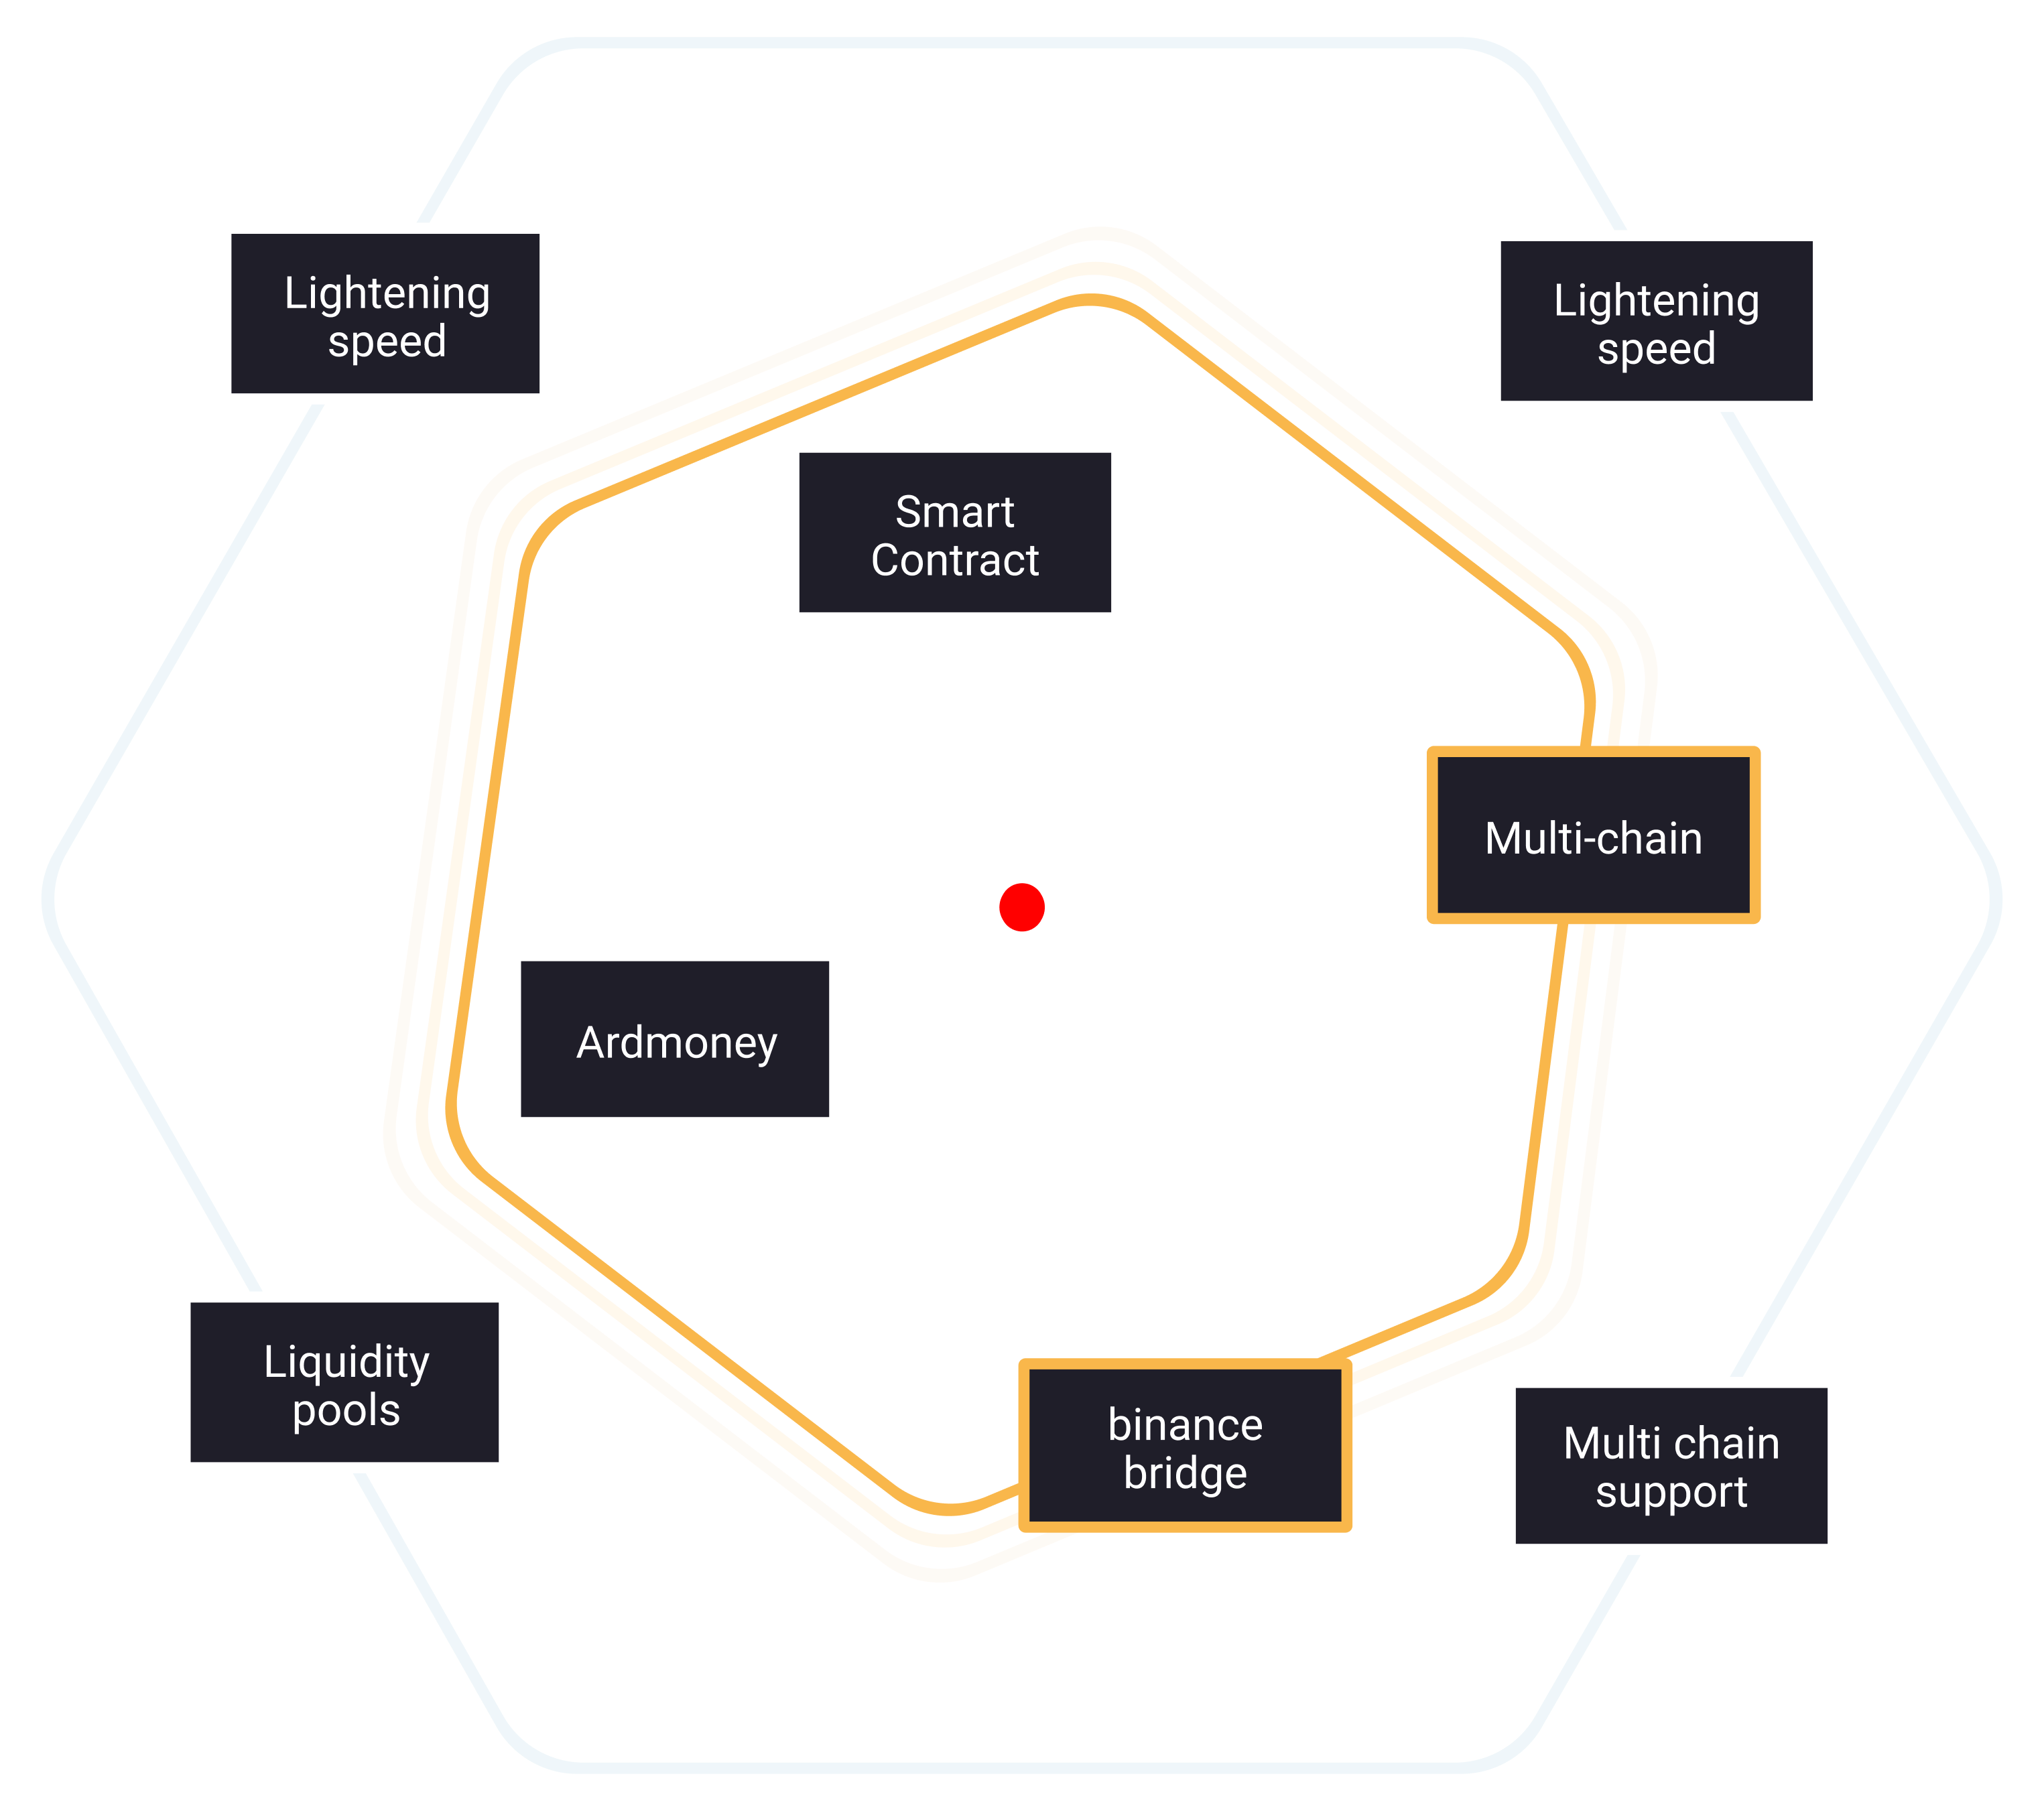 Lightening
speed
Lightening
speed
Smart
Contract
Multi-chain
Ardmoney
Liquidity
pools
binance
bridge
Multi chain
support